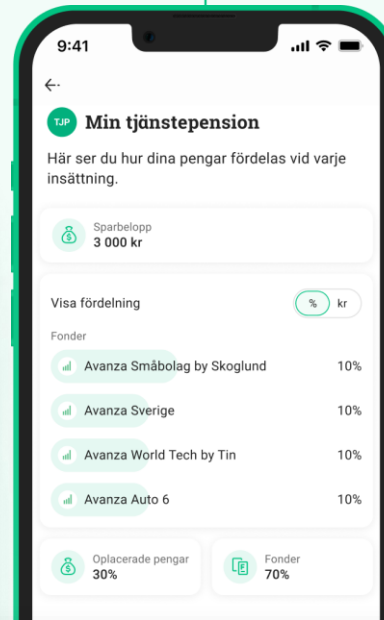 9:41
TJP Min tjänstepension
Här ser du hur dina pengar fördelas vid varje
insättning.
Sparbelopp
3 000 kr
Visa fördelning % kr
Fonder
Avanza Småbolag by Skoglund 10%
Avanza Sverige 10%
Avanza World Tech by Tin 10%
Avanza Auto 6 10%
Oplacerade pengar
30%
Fonder
70%